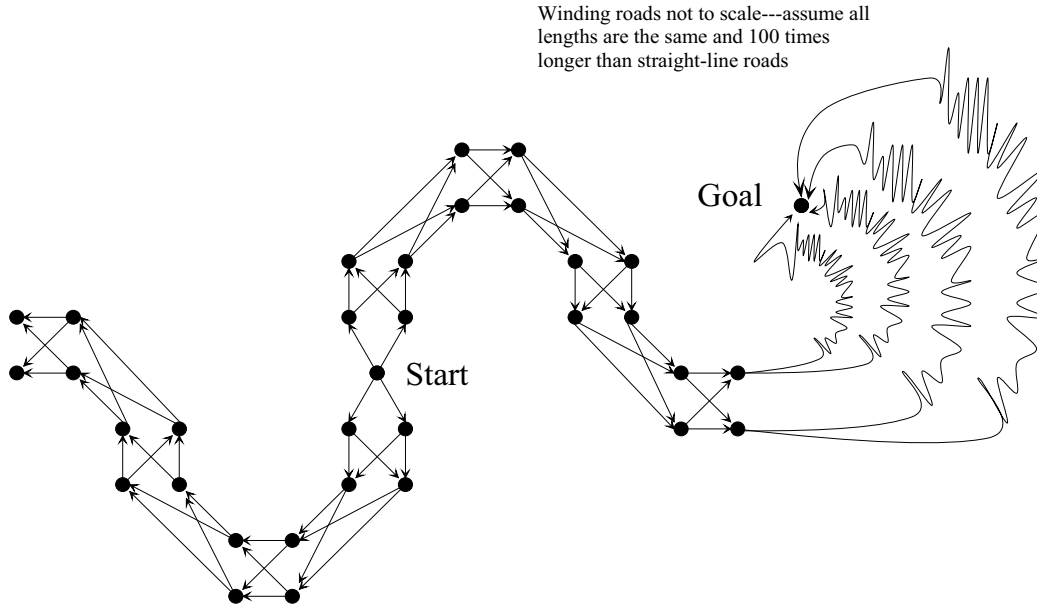 Winding roads not to scale---assume all
lengths are the same and 100 times
longer than straight-line roads
Goal
Start